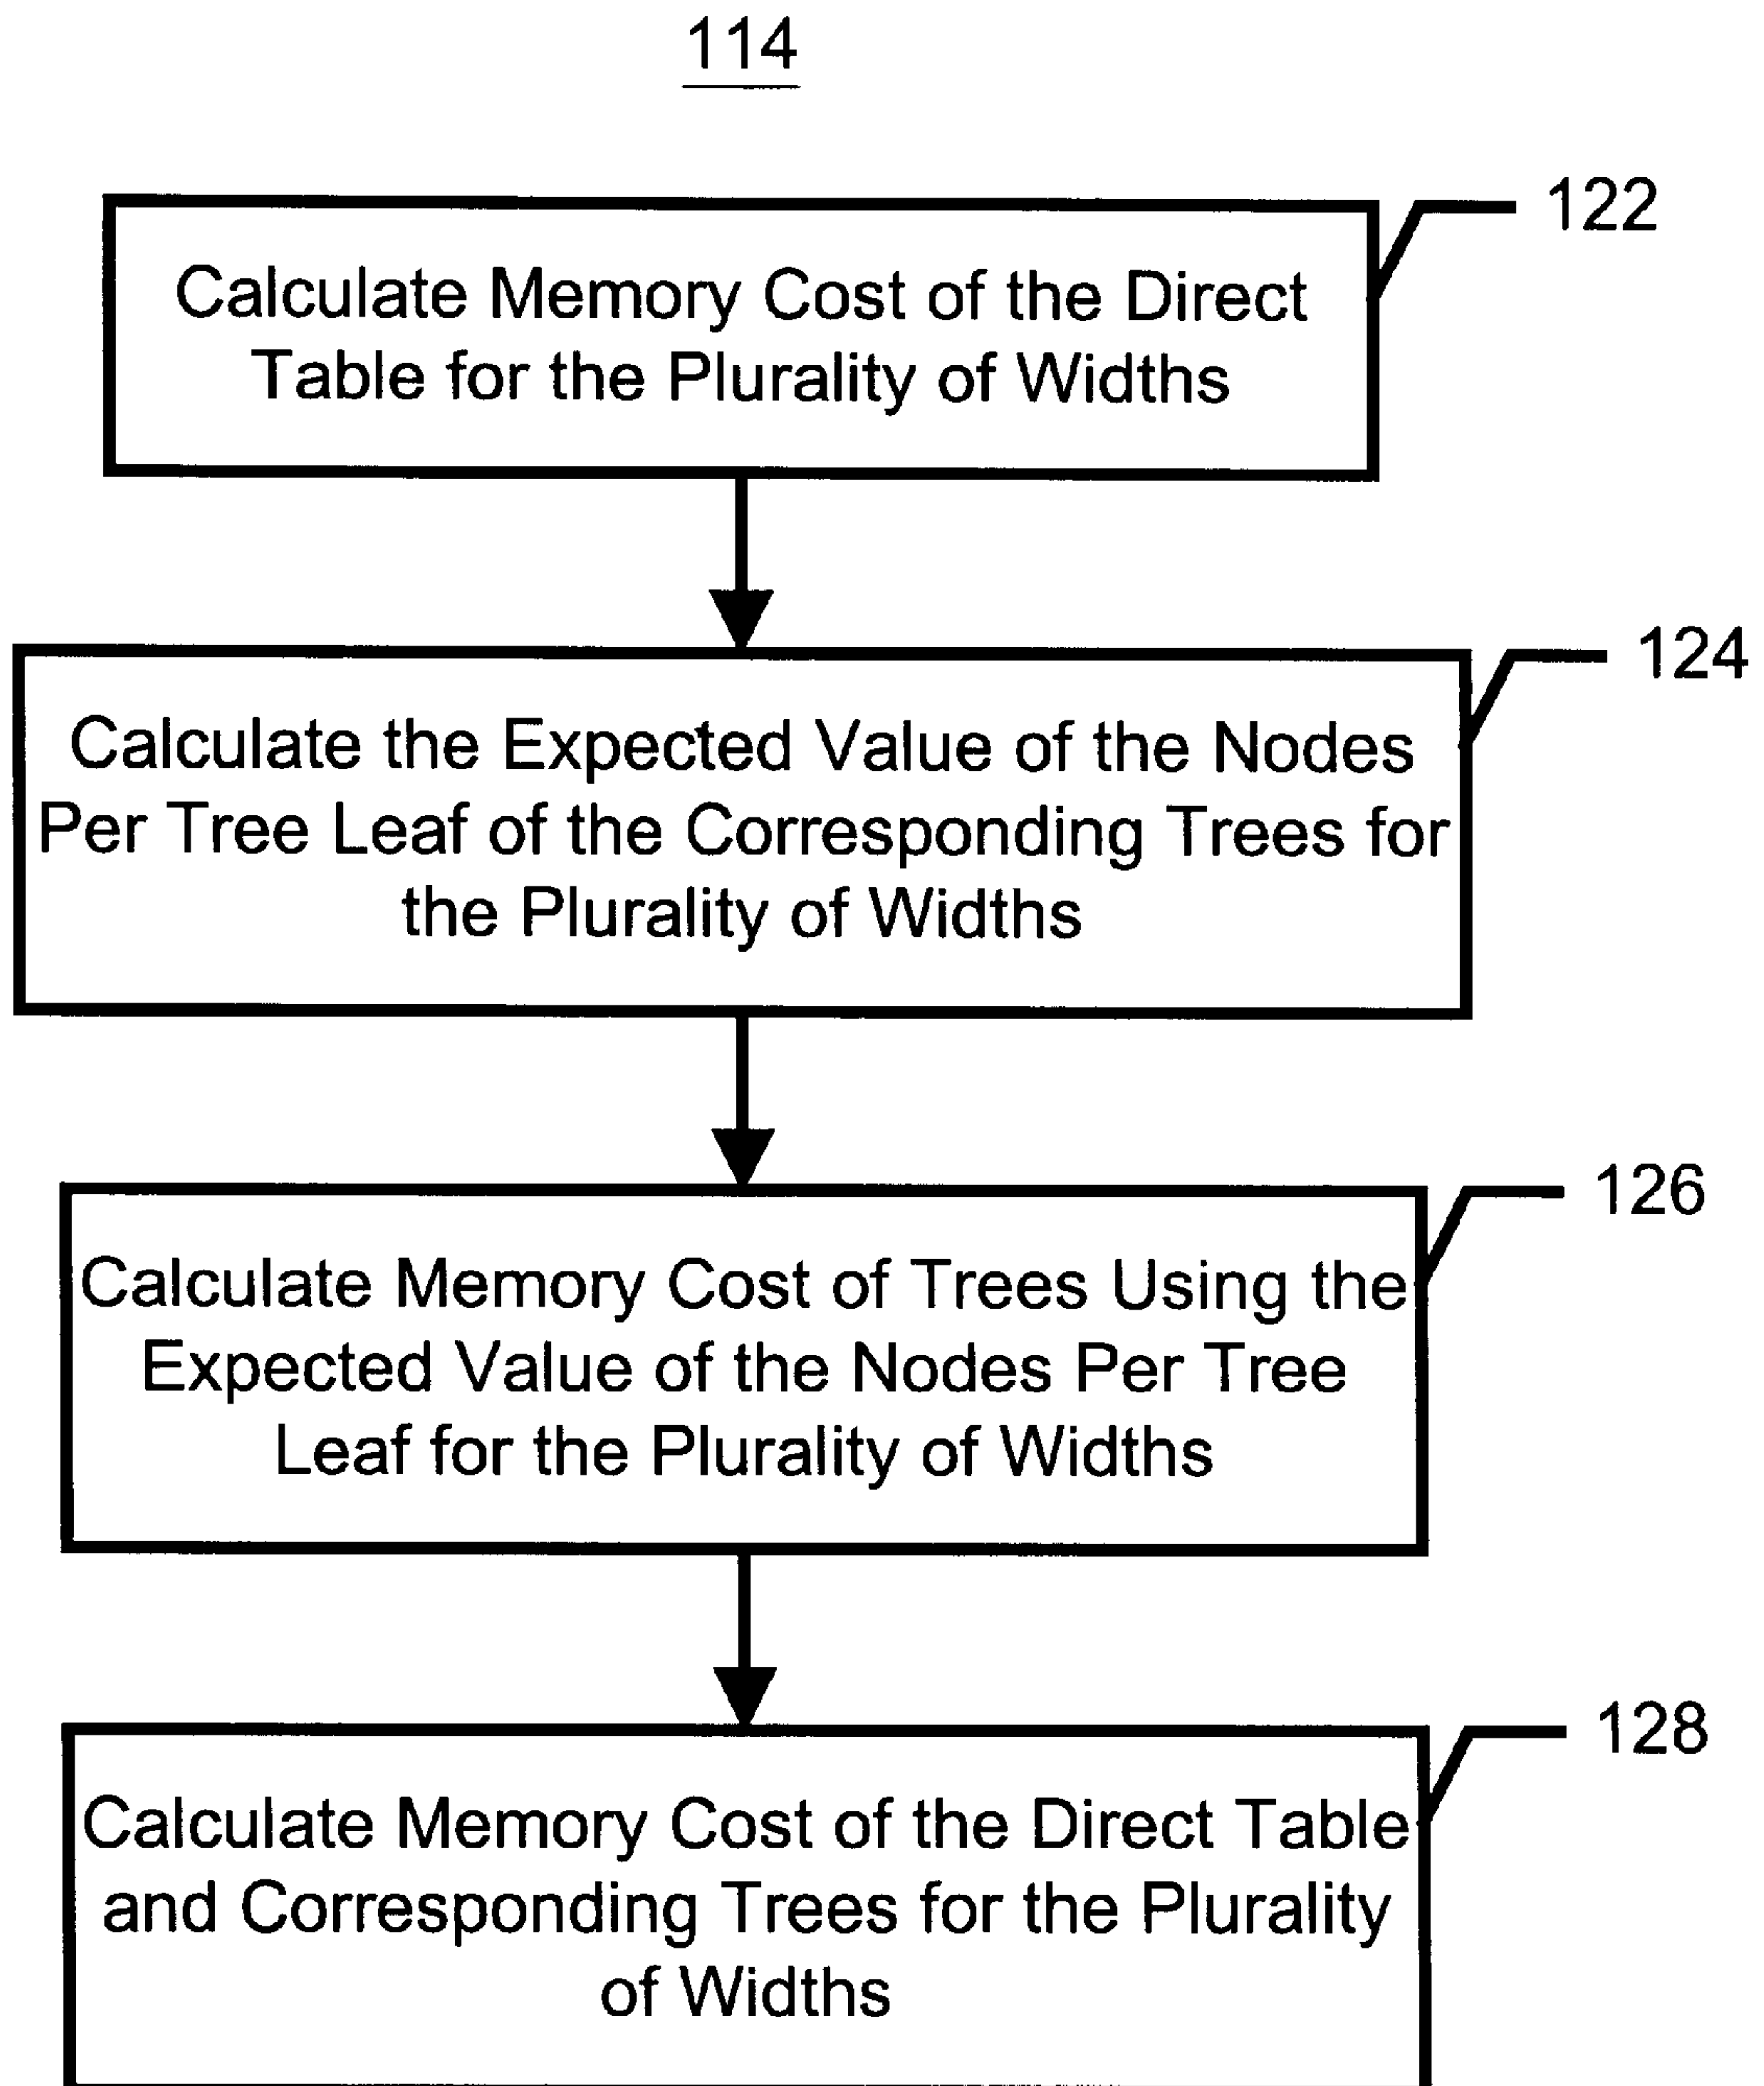 114
122
Calculate Memory Cost of the Direct
Table for the Plurality of Widths
124
Calculate the Expected Value of the Nodes
Per Tree Leaf of the Corresponding Trees for
the Plurality of Widths
126
Calculate Memory Cost of Trees Using the
Expected Value of the Nodes Per Tree
Leaf for the Plurality of Widths
128
Calculate Memory Cost of the Direct Table
and Corresponding Trees for the Plurality
of Widths